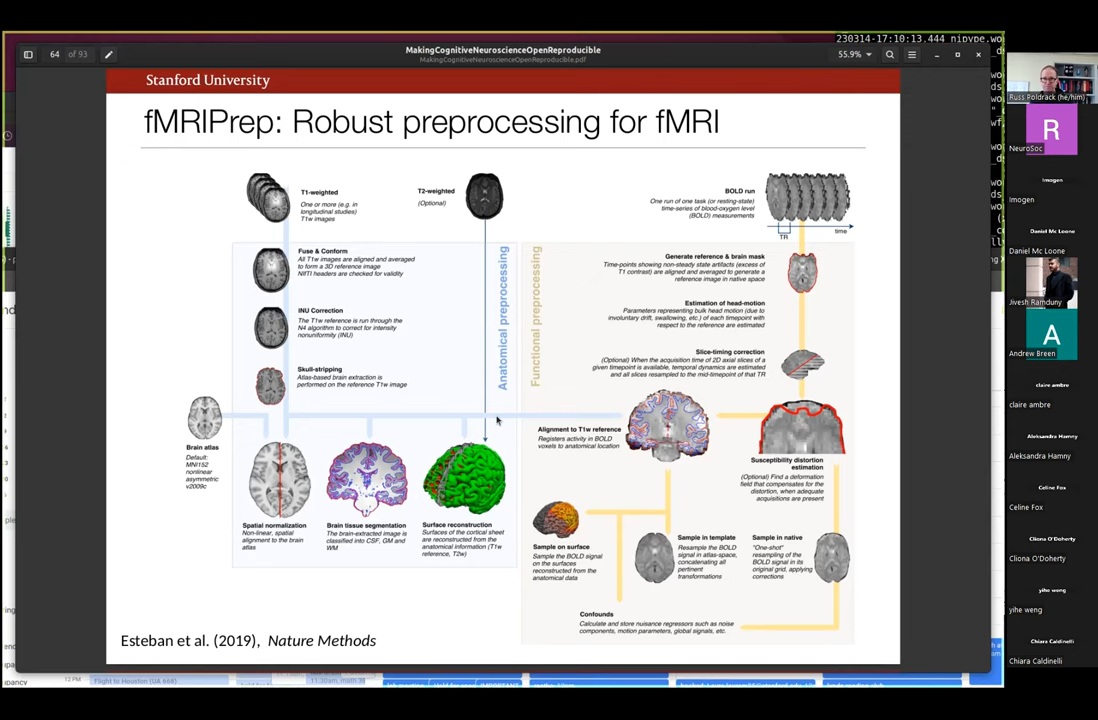 230314-17:10:13.444 nipype.wo
64 of 93
MakingCognitiveNeuroscienceOpenReproducible
MakingCognitiveNeuroscienceOpenReproducible.pdf
55.9%
Stanford University
fMRIPrep: Robust preprocessing for fMRI
T1-weighted
One or more (e.g. in
longitudinal studies)
T1w images
T2-weighted
(Optional)
BOLD run
One run of one task (or resting-state)
time-series of blood-oxygen level
(BOLD) measurements
TR
time
Anatomical preprocessing
Functional preprocessing
Fuse & Conform
All T1w images are aligned and averaged
to form a 3D reference image
NIfTI headers are checked for validity
INU Correction
The T1w reference is run through the
N4 algorithm to correct for intensity
nonuniformity (INU)
Skull-stripping
Atlas-based brain extraction is
performed on the reference T1w image
Brain atlas
Default:
MNI152
nonlinear
asymmetric
v2009c
Spatial normalization
Non-linear, spatial
alignment to the brain
atlas
Brain tissue segmentation
The brain-extracted image is
classified into CSF, GM and
WM
Surface reconstruction
Surfaces of the cortical sheet
are reconstructed from the
anatomical information (T1w
reference, T2w)
Generate reference & brain mask
Time-points showing non-steady state artifacts (excess of
T1 contrast) are aligned and averaged to generate a
reference image in native space
Estimation of head-motion
Parameters representing bulk head motion (due to
involuntary drift, swallowing, etc.) of each timepoint with
respect to the reference are estimated
Slice-timing correction
(Optional) When the acquisition time of 2D axial slices of a
given timepoint is available, temporal dynamics are estimated
and all slices resampled to the mid-timepoint of that TR
Alignment to T1w reference
Registers activity in BOLD
voxels to anatomical location
Susceptibility distortion
estimation
(Optional) Find a deformation
field that compensates for the
distortion, when adequate
acquisitions are present
Sample on surface
Sample the BOLD signal
on the surfaces
reconstructed from the
anatomical data
Sample in template
Resample the BOLD
signal in atlas-space,
concatenating all
pertinent
transformations
Sample in native
"One-shot"
resampling of the
BOLD signal in its
original grid, applying
corrections
Confounds
Calculate and store nuisance regressors such as noise
components, motion parameters, global signals, etc.
Esteban et al. (2019), Nature Methods
12 PM
Flight to Houston (UA 668)
Russ Poldrack (he/him)
R
NeuroSoc
Imogen
Imogen
Daniel Mc Loone
Daniel Mc Loone
Jivesh Ramduny
A
Andrew Breen
claire ambre
claire ambre
Aleksandra Hamny
Aleksandra Hamny
Celine Fox
Celine Fox
Cliona O'Doherty
Cliona O'Doherty
yihe weng
yihe weng
Chiara Caldinelli
Chiara Caldinelli